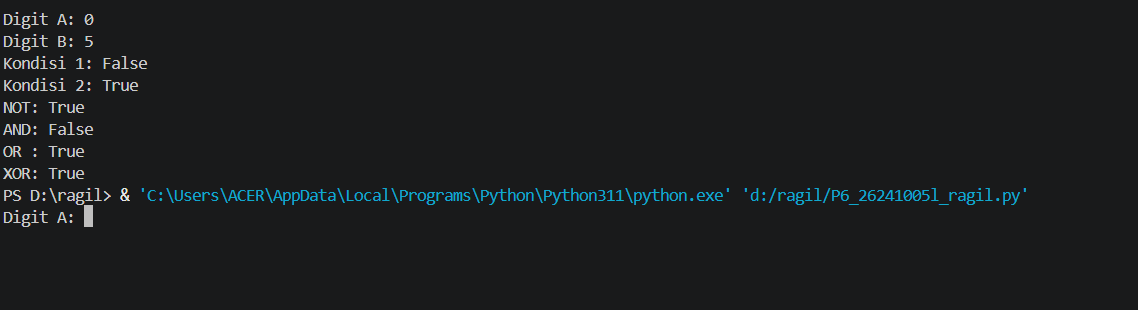 Digit A: 0
Digit B: 5
Kondisi 1: False
Kondisi 2: True
NOT: True
AND: False
OR : True
XOR: True
PS D:\ragil> & 'C:\Users\ACER\AppData\Local\Programs\Python\Python311\python.exe' 'd:/ragil/P6_26241005l_ragil.py'
Digit A: